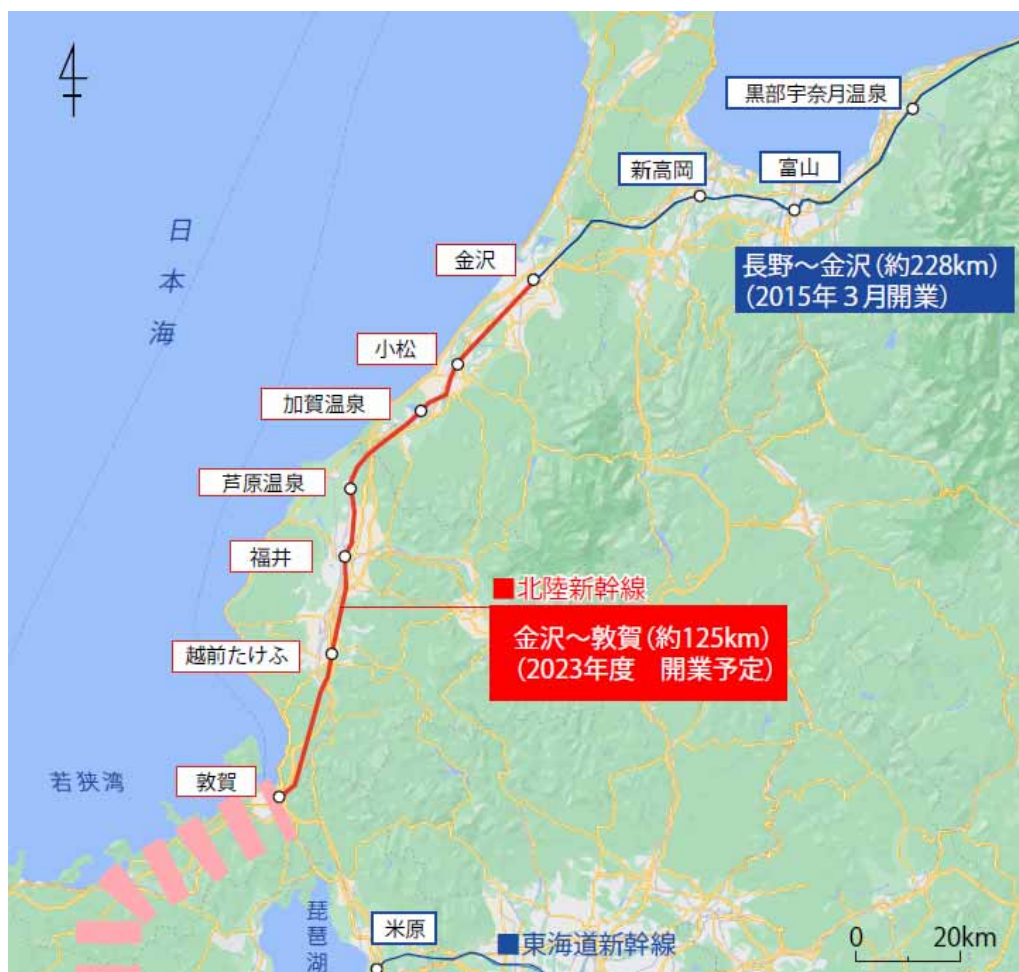 黒部宇奈月温泉
新高岡
富山
日本海
金沢
長野～金沢（約228km）
（2015年３月開業）
小松
加賀温泉
芦原温泉
福井
■北陸新幹線
金沢～敦賀（約125km）
（2023年度　開業予定）
越前たけふ
若狭湾
敦賀
琵琶湖
米原
■東海道新幹線
0 20km